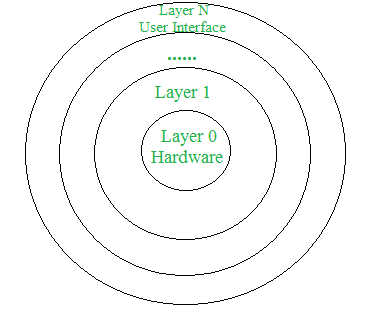 Layer N
User Interface
......
Layer 1
Layer 0
Hardware